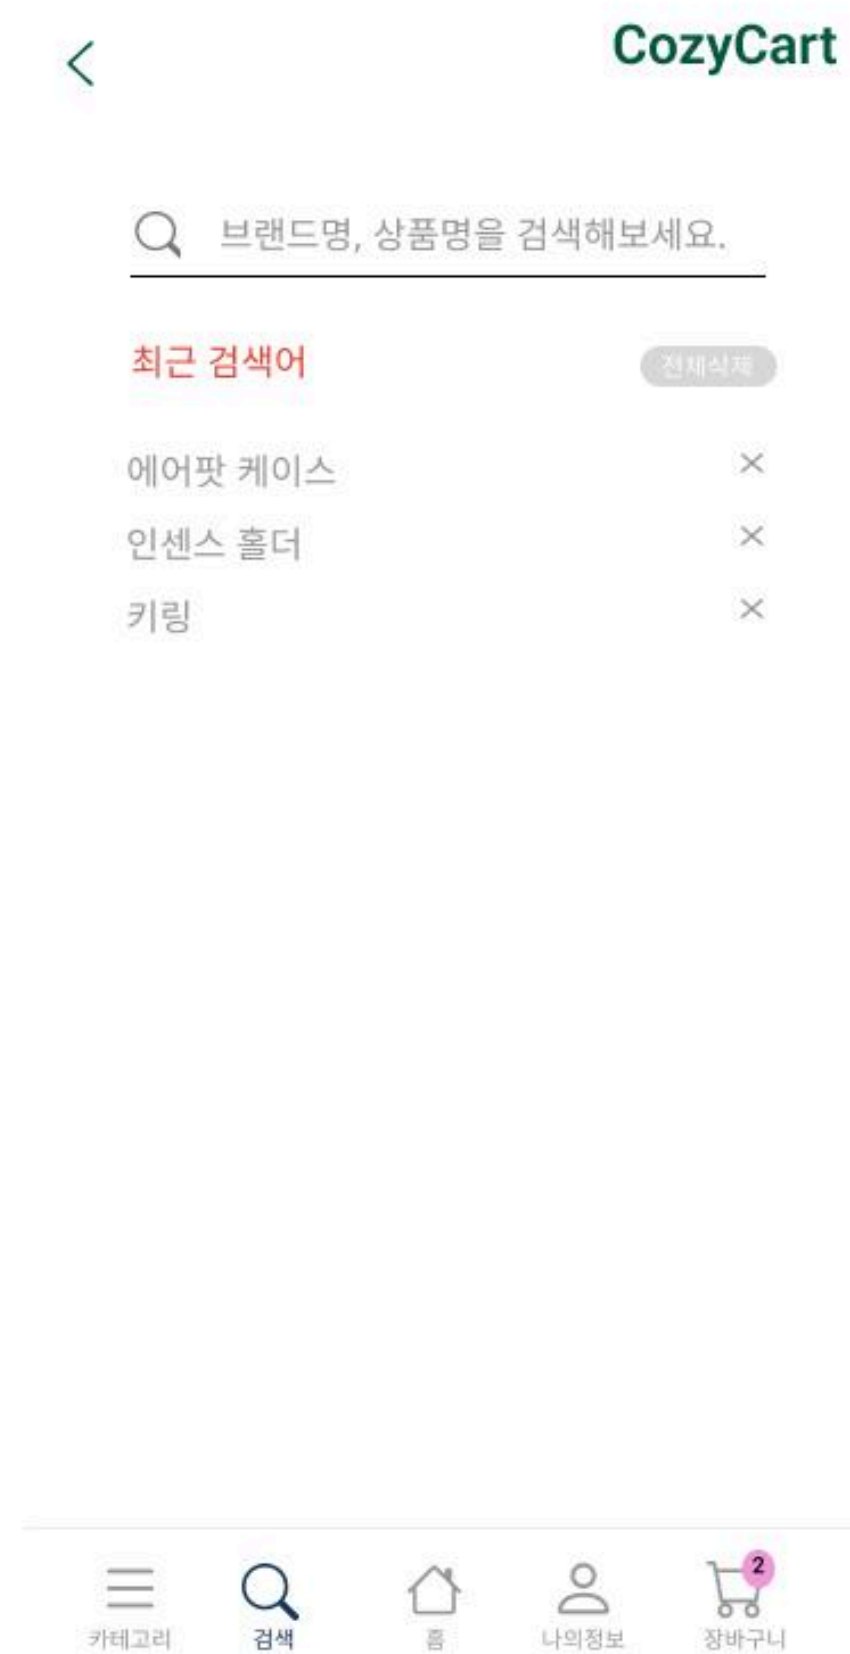 CozyCart
브랜드명, 상품명을 검색해보세요.
최근 검색어
전체삭제
에어팟 케이스
인센스 홀더
키링
카테고리
검색
홈
나의정보
2
장바구니